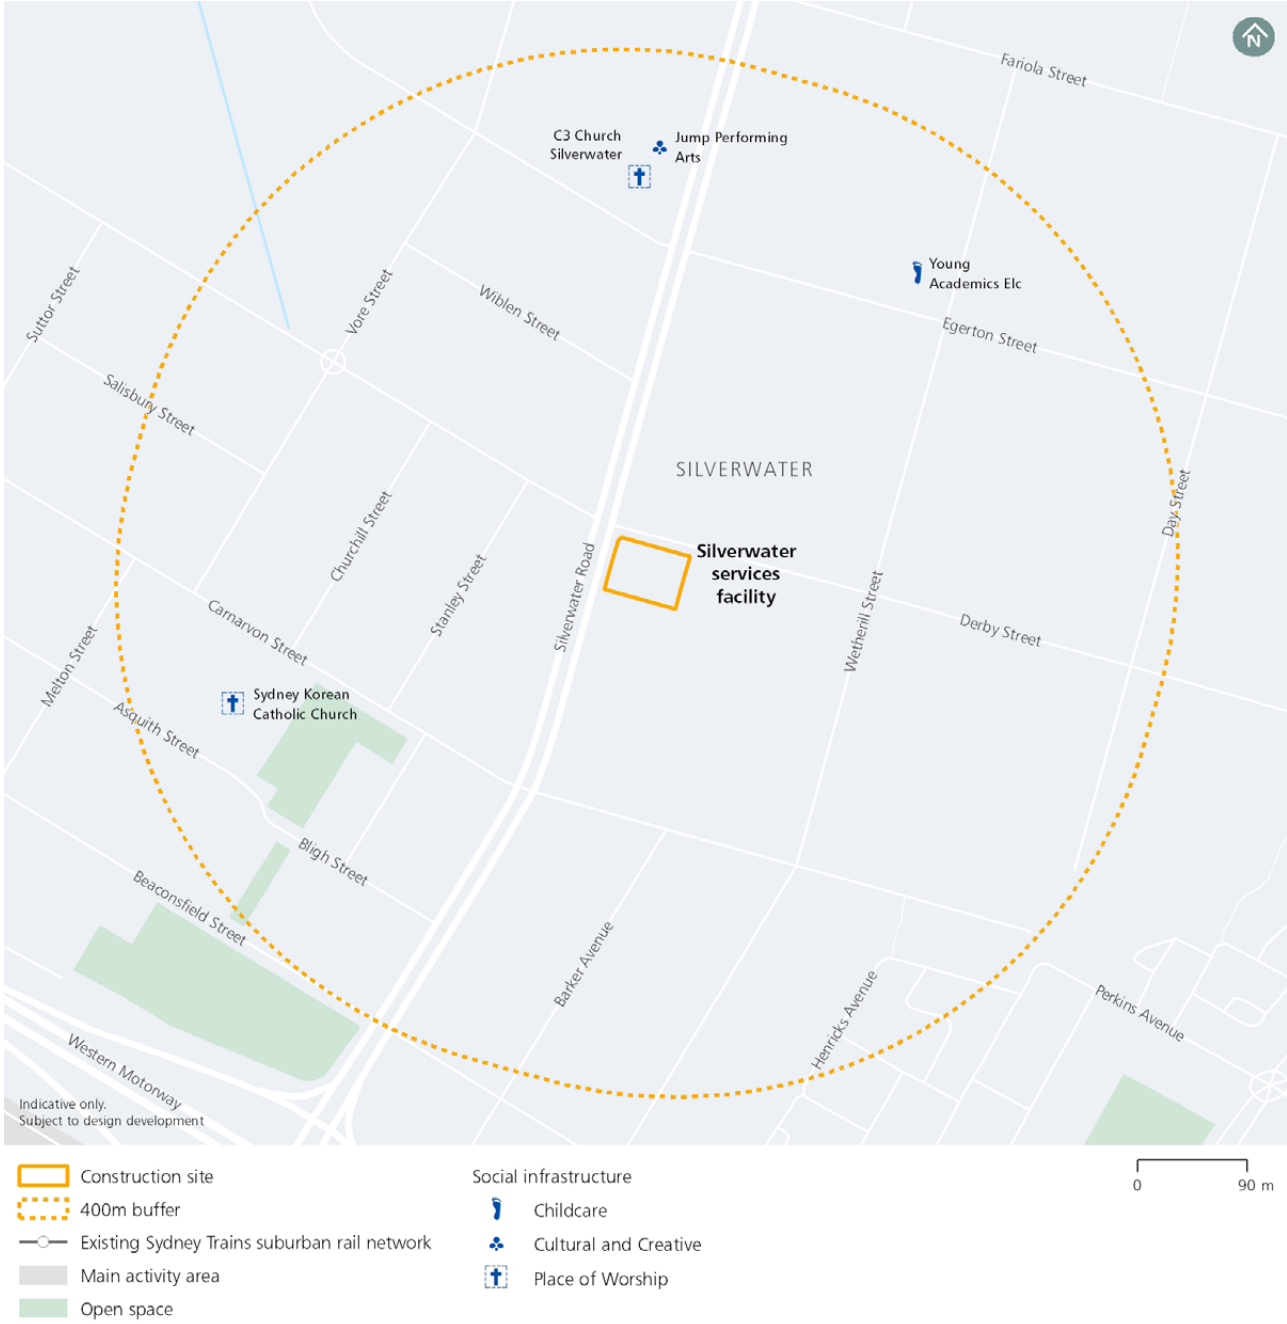 N
Fariola Street
C3 Church
Silverwater
Jump Performing
Arts
Young
Academics Elc
Suttor Street
Vore Street
Wiblen Street
Egerton Street
Salisbury Street
SILVERWATER
Day Street
Churchill Street
Stanley Street
Silverwater Road
Silverwater
services
facility
Wetherill Street
Derby Street
Carnarvon Street
Melton Street
Sydney Korean
Catholic Church
Asquith Street
Bligh Street
Beaconsfield Street
Barker Avenue
Henricks Avenue
Perkins Avenue
Western Motorway
Indicative only.
Subject to design development
Construction site
400m buffer
Existing Sydney Trains suburban rail network
Main activity area
Open space
Social infrastructure
Childcare
Cultural and Creative
Place of Worship
0 90 m